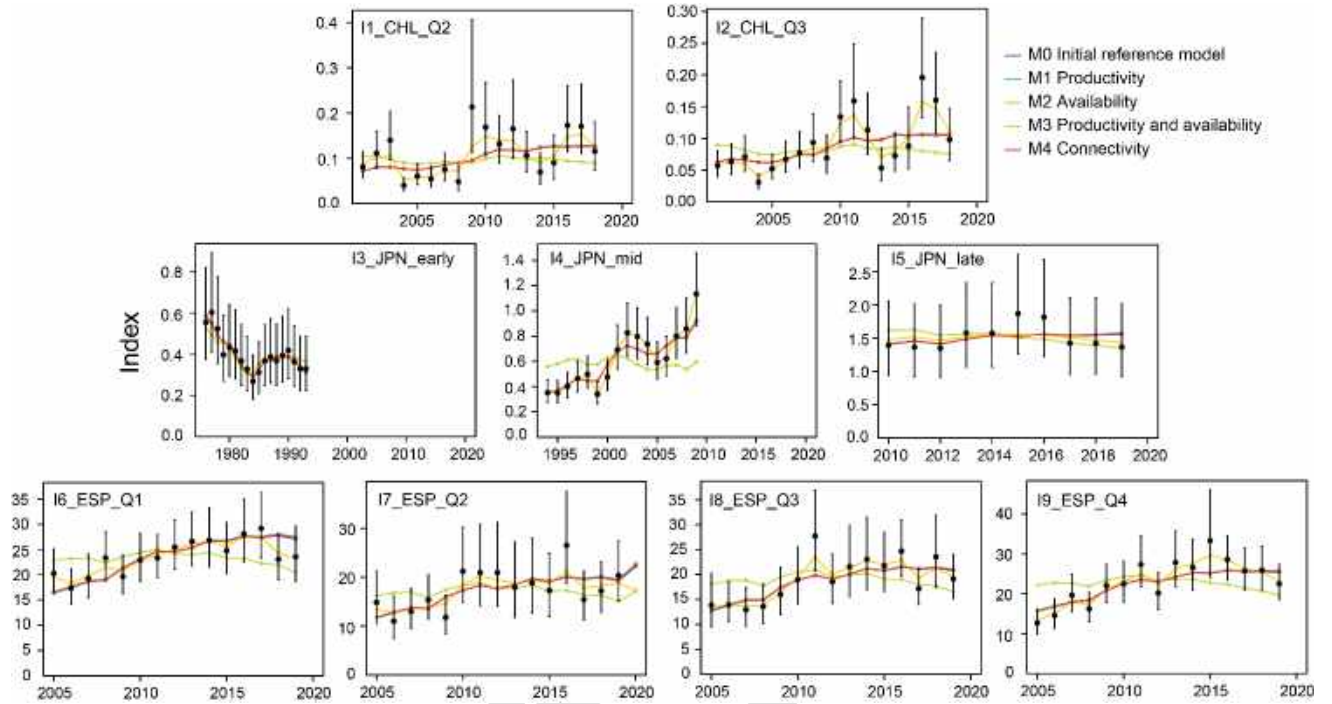 I1_CHL_Q2
0.4
0.3
0.2
0.1
0.0
2005 2010 2015 2020
I2_CHL_Q3
0.30
0.25
0.20
0.15
0.10
0.05
0.00
2005 2010 2015 2020
M0 Initial reference model
M1 Productivity
M2 Availability
M3 Productivity and availability
M4 Connectivity
Index
I3_JPN_early
0.8
0.6
0.4
0.2
0.0
1980 1990 2000 2010 2020
I4_JPN_mid
1.4
1.2
1.0
0.8
0.6
0.4
0.2
0.0
1995 2000 2005 2010 2015 2020
I5_JPN_late
2.5
2.0
1.5
1.0
0.5
0.0
2010 2012 2014 2016 2018 2020
I6_ESP_Q1
35
30
25
20
15
10
5
0
2005 2010 2015 2020
I7_ESP_Q2
30
20
10
0
2005 2010 2015 2020
I8_ESP_Q3
35
30
25
20
15
10
5
0
2005 2010 2015 2020
I9_ESP_Q4
40
30
20
10
0
2005 2010 2015 2020